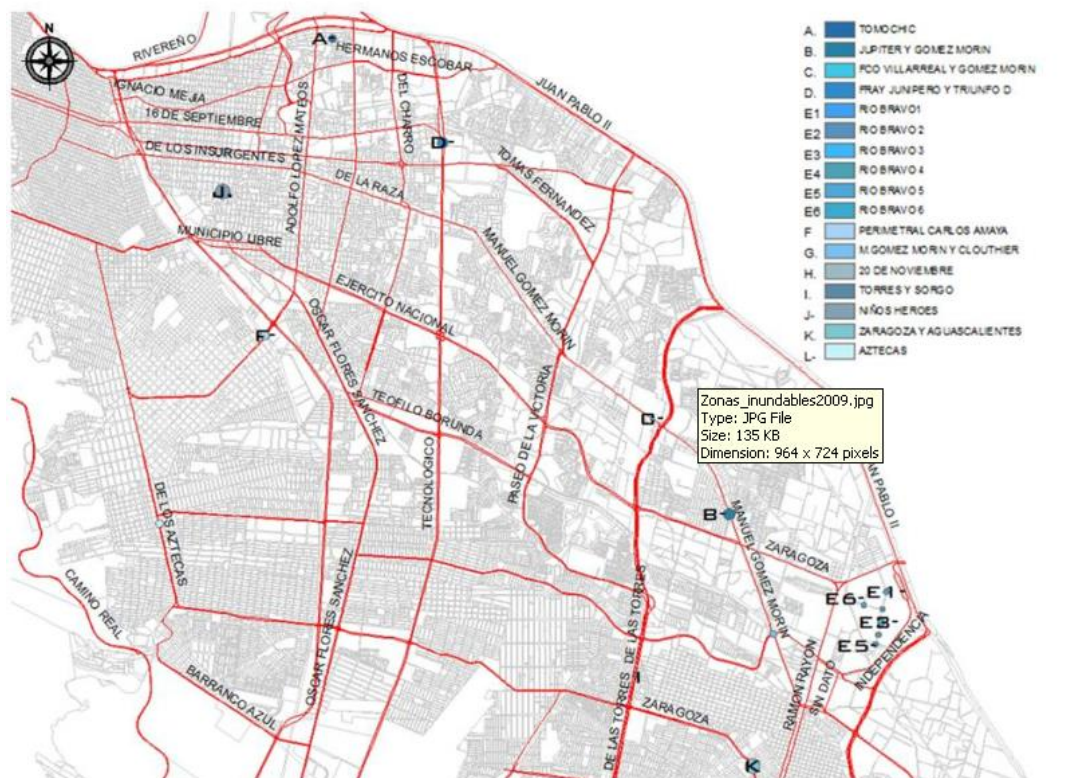 N
RIVEREÑO
IGNACIO MEJIA
16 DE SEPTIEMBRE
DE LOS INSURGENTES
A
HERMANOS ESCOBAR
ADOLFO LOPEZ MATEOS
DEL CHARRO
D-
DE LA RAZA
TOMAS FERNANDEZ
JUAN PABLO II
J.
MUNICIPIO LIBRE
EJERCITO NACIONAL
MANUEL GOMEZ MORIN
OSCAR FLORES SANCHEZ
F-
TEOFILO BORUNDA
TECNOLOGICO
PASEO DE LA VICTORIA
C-
B-
MANUEL GOMEZ MORIN
ZARAGOZA
AN PABLO II
DE LOS AZTECAS
CAMINO REAL
BARRANCO AZUL
OSCAR FLORES SANCHEZ
DE LAS TORRES
DE LAS TORRES
I
ZARAGOZA
K
RAMON RAYON
SIN DATO
INDEPENDENCIA
E6-
E1-
E3-
E5-
A. TOMOCHIC
B. JUPITER Y GOMEZ MORIN
C. FCO VILLARREAL Y GOMEZ MORIN
D. FRAY JUNIPERO Y TRIUNFO D
E1 RIO BRAVO 1
E2 RIO BRAVO 2
E3 RIO BRAVO 3
E4 RIO BRAVO 4
E5 RIO BRAVO 5
E6 RIO BRAVO 6
F PERIMETRAL CARLOS AMAYA
G. M.GOMEZ MORIN Y CLOUTHIER
H. 20 DE NOVIEMBRE
I. TORRES Y SORGO
J- NIÑOS HEROES
K. ZARAGOZA Y AGUASCALIENTES
L- AZTECAS
Zonas_inundables2009.jpg
Type: JPG File
Size: 135 KB
Dimension: 964 x 724 pixels